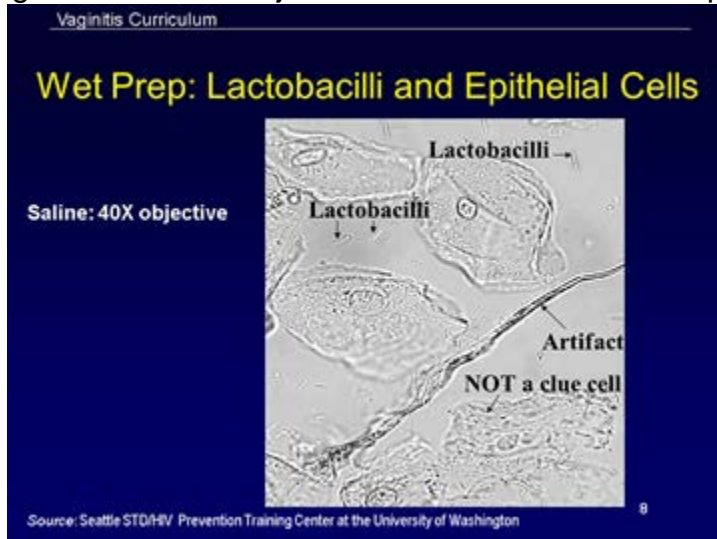 Vaginitis Curriculum
Wet Prep: Lactobacilli and Epithelial Cells
Saline: 40X objective
Lactobacilli
Lactobacilli
Artifact
NOT a clue cell
8
Source: Seattle STD/HIV Prevention Training Center at the University of Washington